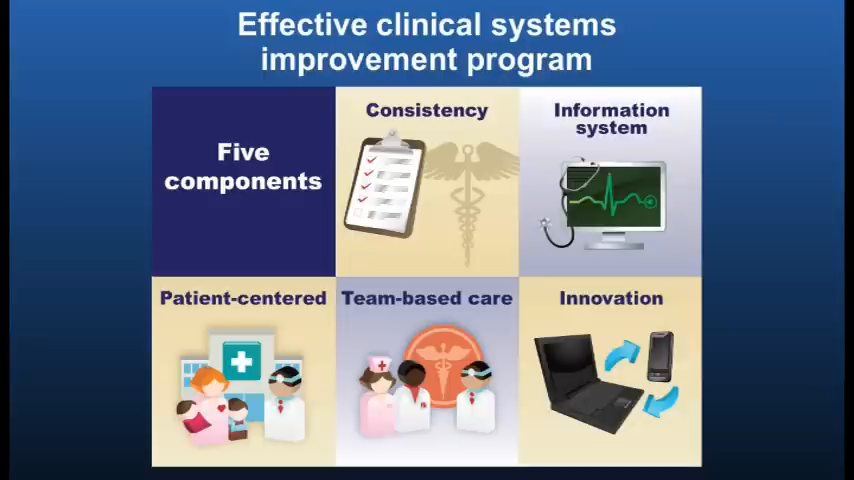 Effective clinical systems
improvement program
Five
components
Consistency
Information
system
Patient-centered
Team-based care
Innovation